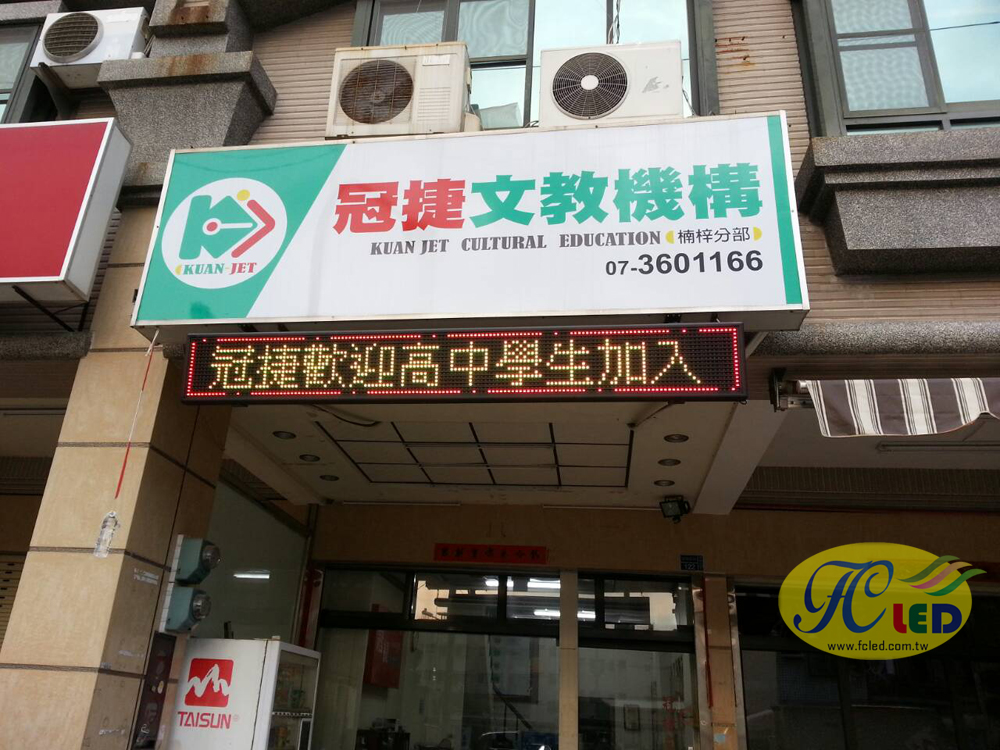 冠捷文教機構
KUAN JET CULTURAL EDUCATION 楠梓分部
07-3601166
KUAN-JET
冠捷歡迎高中學生加入
TAISUN
FC LED
www.fcled.com.tw